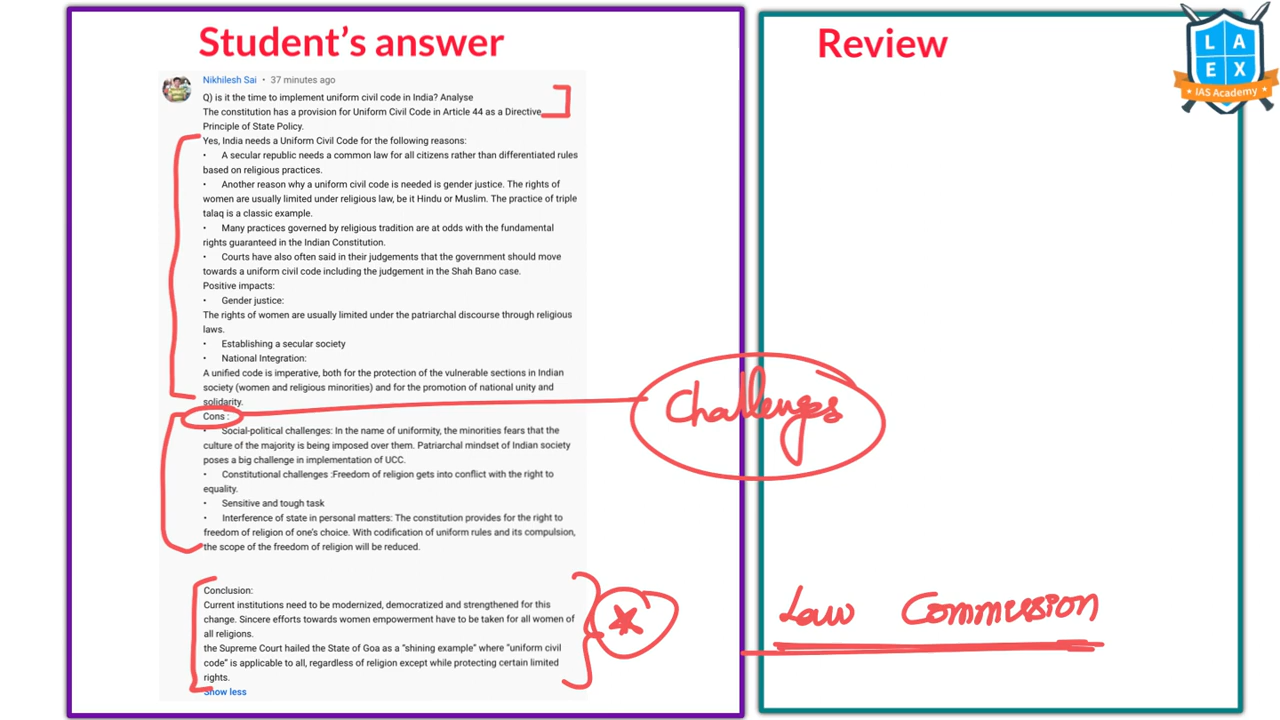 Student's answer
Nikhilesh Sai • 37 minutes ago
Q) is it the time to implement uniform civil code in India? Analyse
The constitution has a provision for Uniform Civil Code in Article 44 as a Directive
Principle of State Policy.
Yes, India needs a Uniform Civil Code for the following reasons:
• A secular republic needs a common law for all citizens rather than differentiated rules
based on religious practices.
• Another reason why a uniform civil code is needed is gender justice. The rights of
women are usually limited under religious law, be it Hindu or Muslim. The practice of triple
talaq is a classic example.
• Many practices governed by religious tradition are at odds with the fundamental
rights guaranteed in the Indian Constitution.
• Courts have also often said in their judgements that the government should move
towards a uniform civil code including the judgement in the Shah Bano case.
Positive impacts:
• Gender justice:
The rights of women are usually limited under the patriarchal discourse through religious
laws.
• Establishing a secular society
• National Integration:
A unified code is imperative, both for the protection of the vulnerable sections in Indian
society (women and religious minorities) and for the promotion of national unity and
solidarity.
Cons :
• Social-political challenges: In the name of uniformity, the minorities fears that the
culture of the majority is being imposed over them. Patriarchal mindset of Indian society
poses a big challenge in implementation of UCC.
• Constitutional challenges :Freedom of religion gets into conflict with the right to
equality.
• Sensitive and tough task
• Interference of state in personal matters: The constitution provides for the right to
freedom of religion of one's choice. With codification of uniform rules and its compulsion,
the scope of the freedom of religion will be reduced.
Conclusion:
Current institutions need to be modernized, democratized and strengthened for this
change. Sincere efforts towards women empowerment have to be taken for all women of
all religions.
the Supreme Court hailed the State of Goa as a "shining example" where "uniform civil
code" is applicable to all, regardless of religion except while protecting certain limited
rights.
Show less
Challenges
Review
Law Commission
L A
E X
IAS Academy